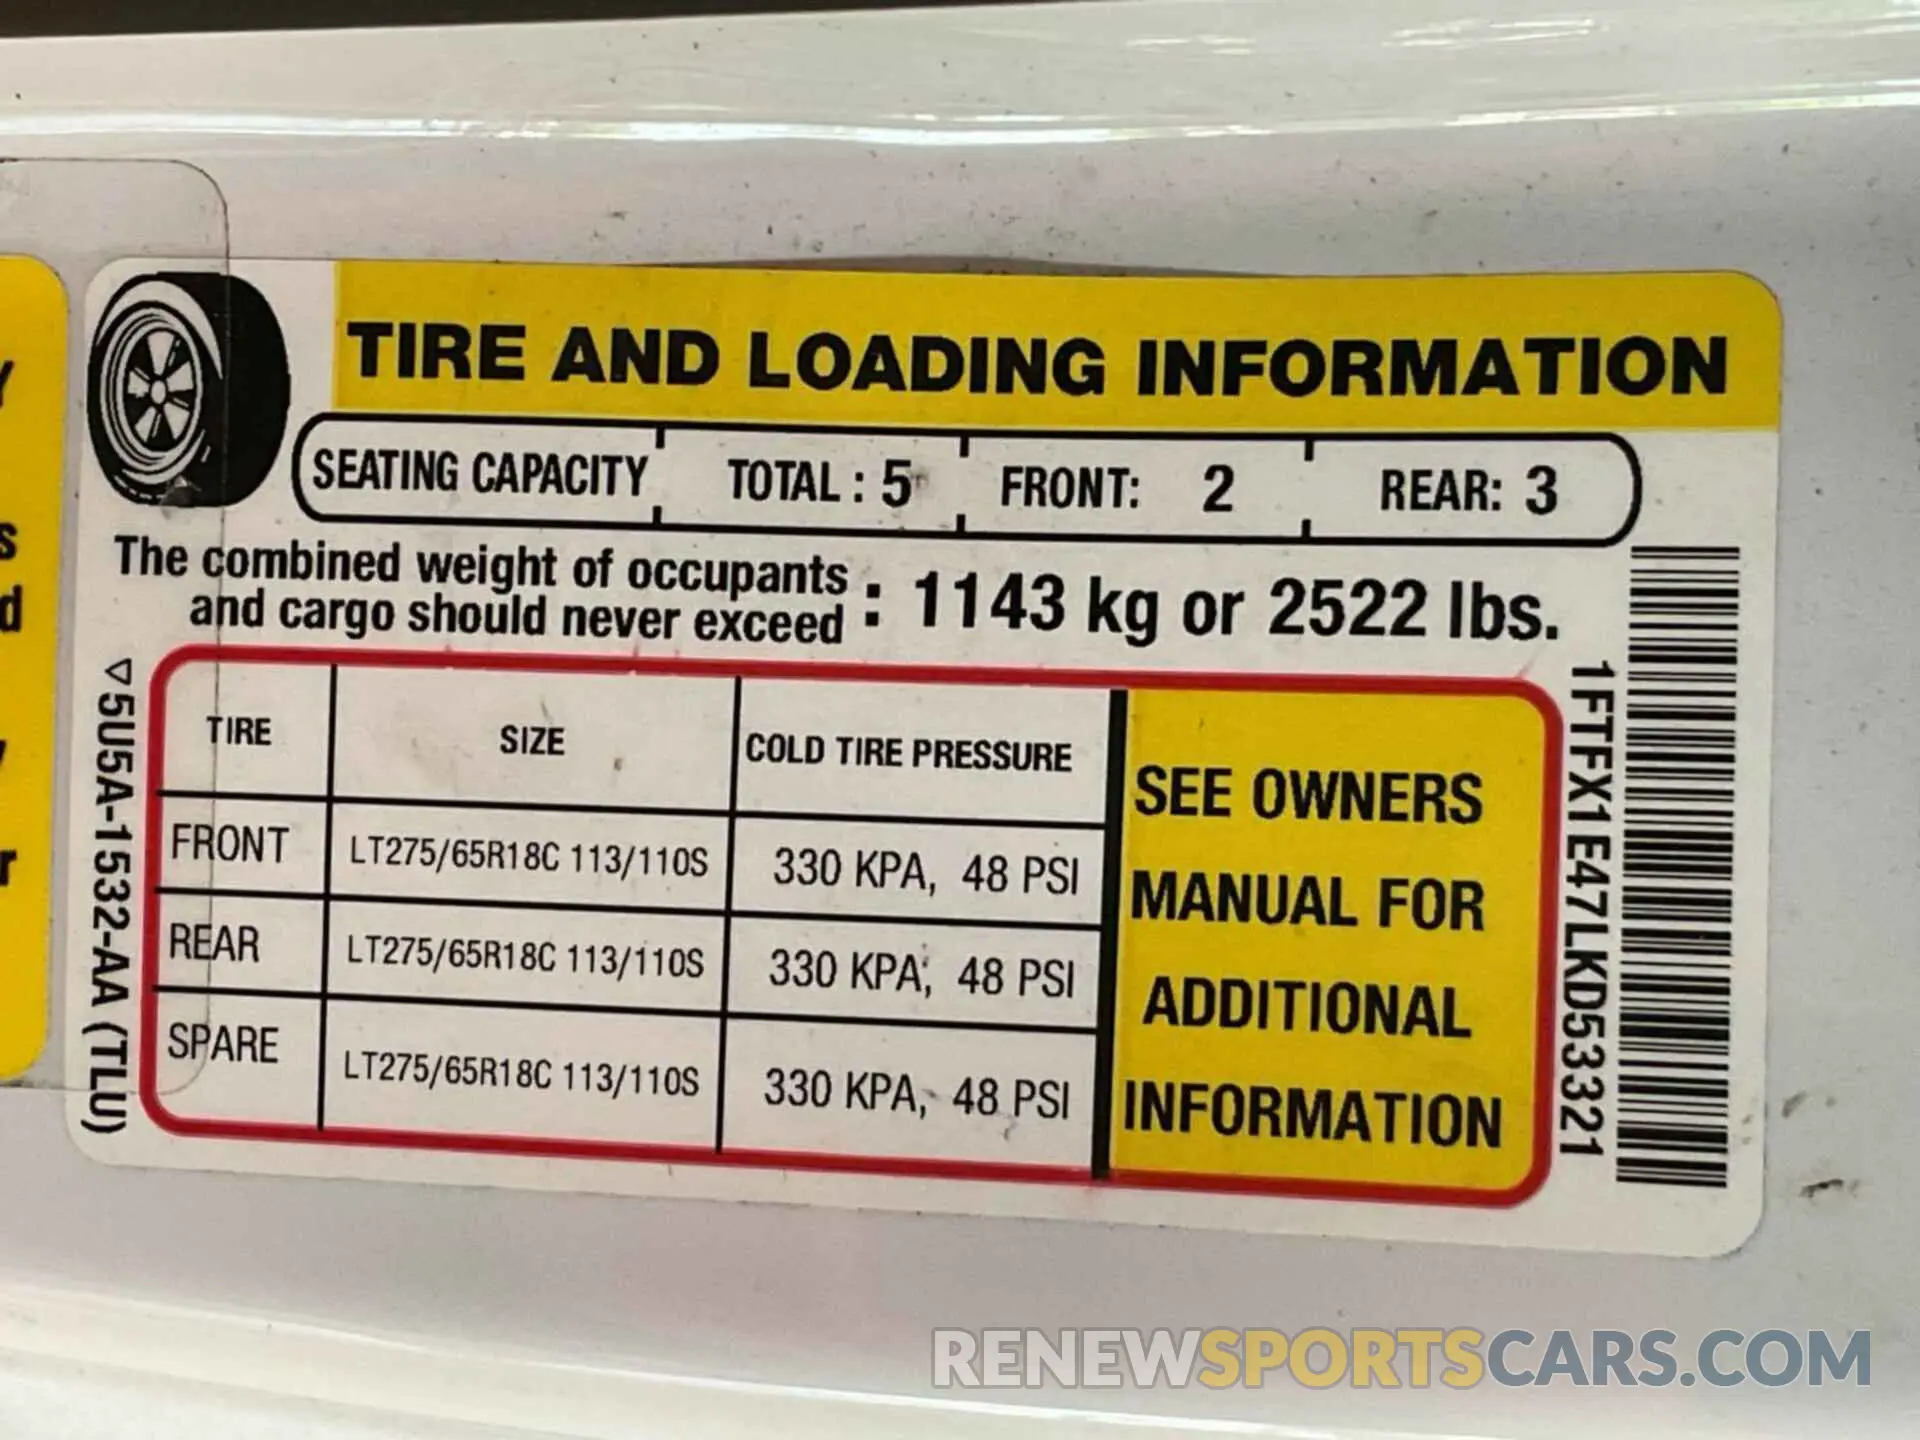 TIRE AND LOADING INFORMATION
SEATING CAPACITY TOTAL : 5 FRONT: 2 REAR: 3
The combined weight of occupants
and cargo should never exceed : 1143 kg or 2522 lbs.
TIRE SIZE COLD TIRE PRESSURE
FRONT LT275/65R18C 113/110S 330 KPA, 48 PSI
REAR LT275/65R18C 113/110S 330 KPA, 48 PSI
SPARE LT275/65R18C 113/110S 330 KPA, 48 PSI
SEE OWNERS
MANUAL FOR
ADDITIONAL
INFORMATION
5U5A-1532-AA (TLU)
1FTFX1E47LKD53321
RENEWSPORTSCARS.COM